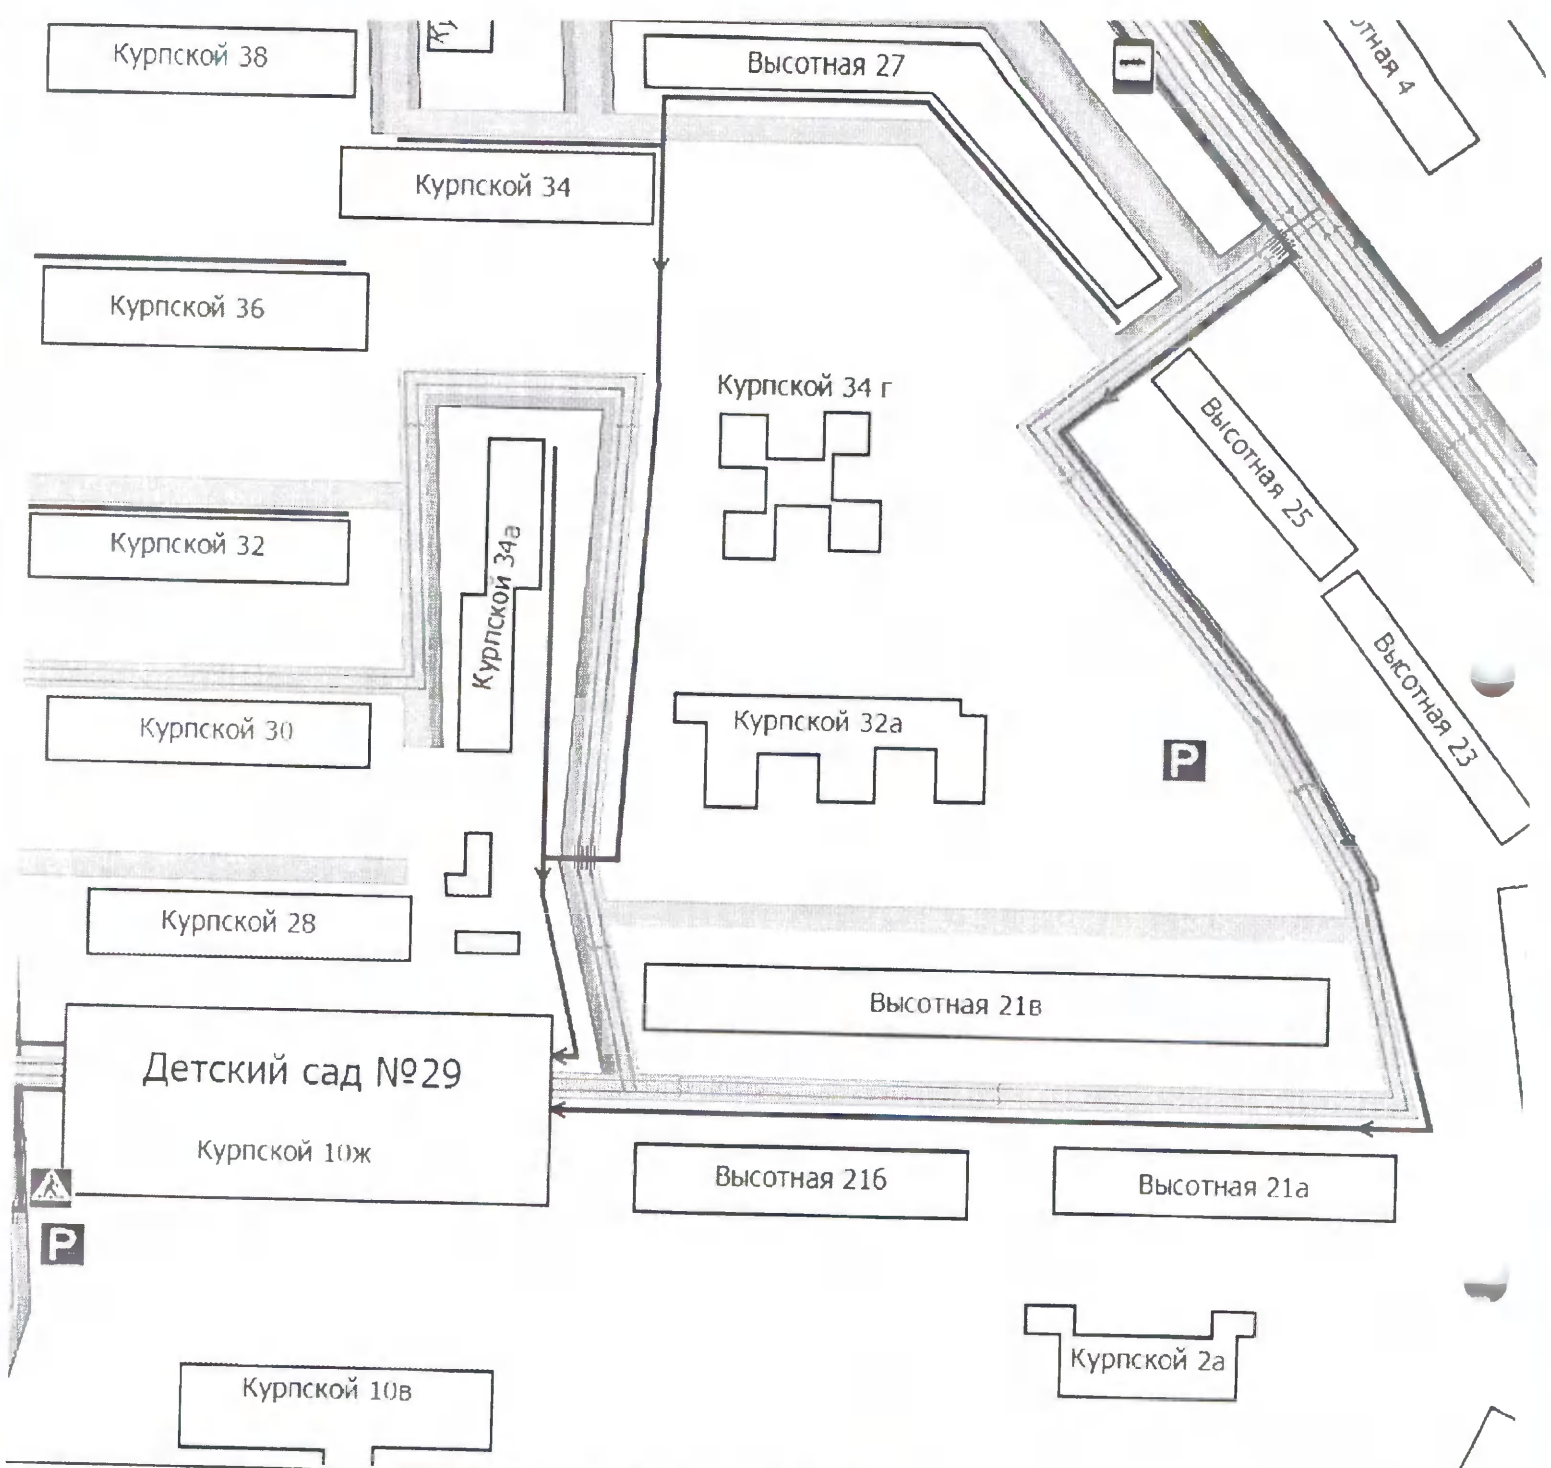 Курпской 38
Высотная 27
Курпской 34
Курпской 36
Курпской 34 г
Высотная 25
Курпской 32
Курпской 34а
Высотная 23
Курпской 30
Курпской 32а
P
Курпской 28
Высотная 21в
Детский сад №29
Курпской 10ж
Высотная 21б
Высотная 21а
P
Курпской 2а
Курпской 10в